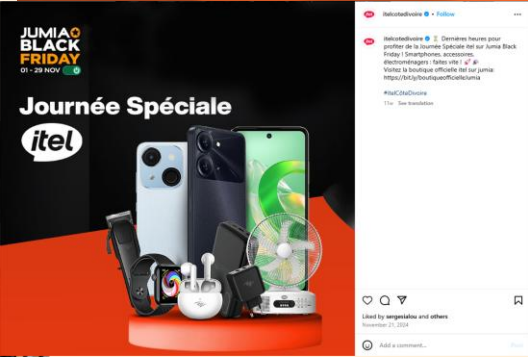 JUMIA
BLACK
FRIDAY
01 - 29 NOV
Journée Spéciale
itel
itelcotedivoire • Follow
itelcotedivoire ⏳ Dernières heures pour
profiter de la Journée Spéciale itel sur Jumia Black
Friday ! Smartphones, accessoires,
électroménagers : faites vite !
Visitez la boutique officielle itel sur jumia:
https://bit.ly/boutiqueofficiellejumia
#itelCôteDivoire
See translation
Liked by sergesialou and others
November 21, 2024
Add a comment...